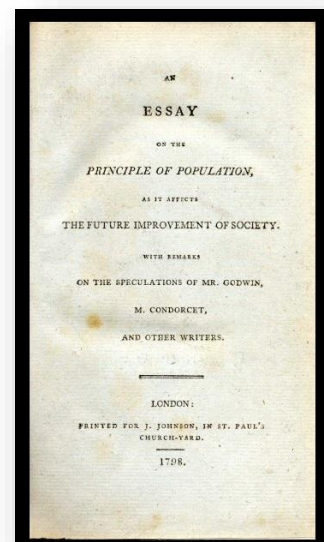 AN
ESSAY
ON THE
PRINCIPLE OF POPULATION,
AS IT AFFECTS
THE FUTURE IMPROVEMENT OF SOCIETY.
WITH REMARKS
ON THE SPECULATIONS OF MR. GODWIN,
M. CONDORCET,
AND OTHER WRITERS.
LONDON:
PRINTED FOR J. JOHNSON, IN ST. PAUL'S
CHURCH-YARD.
1798.